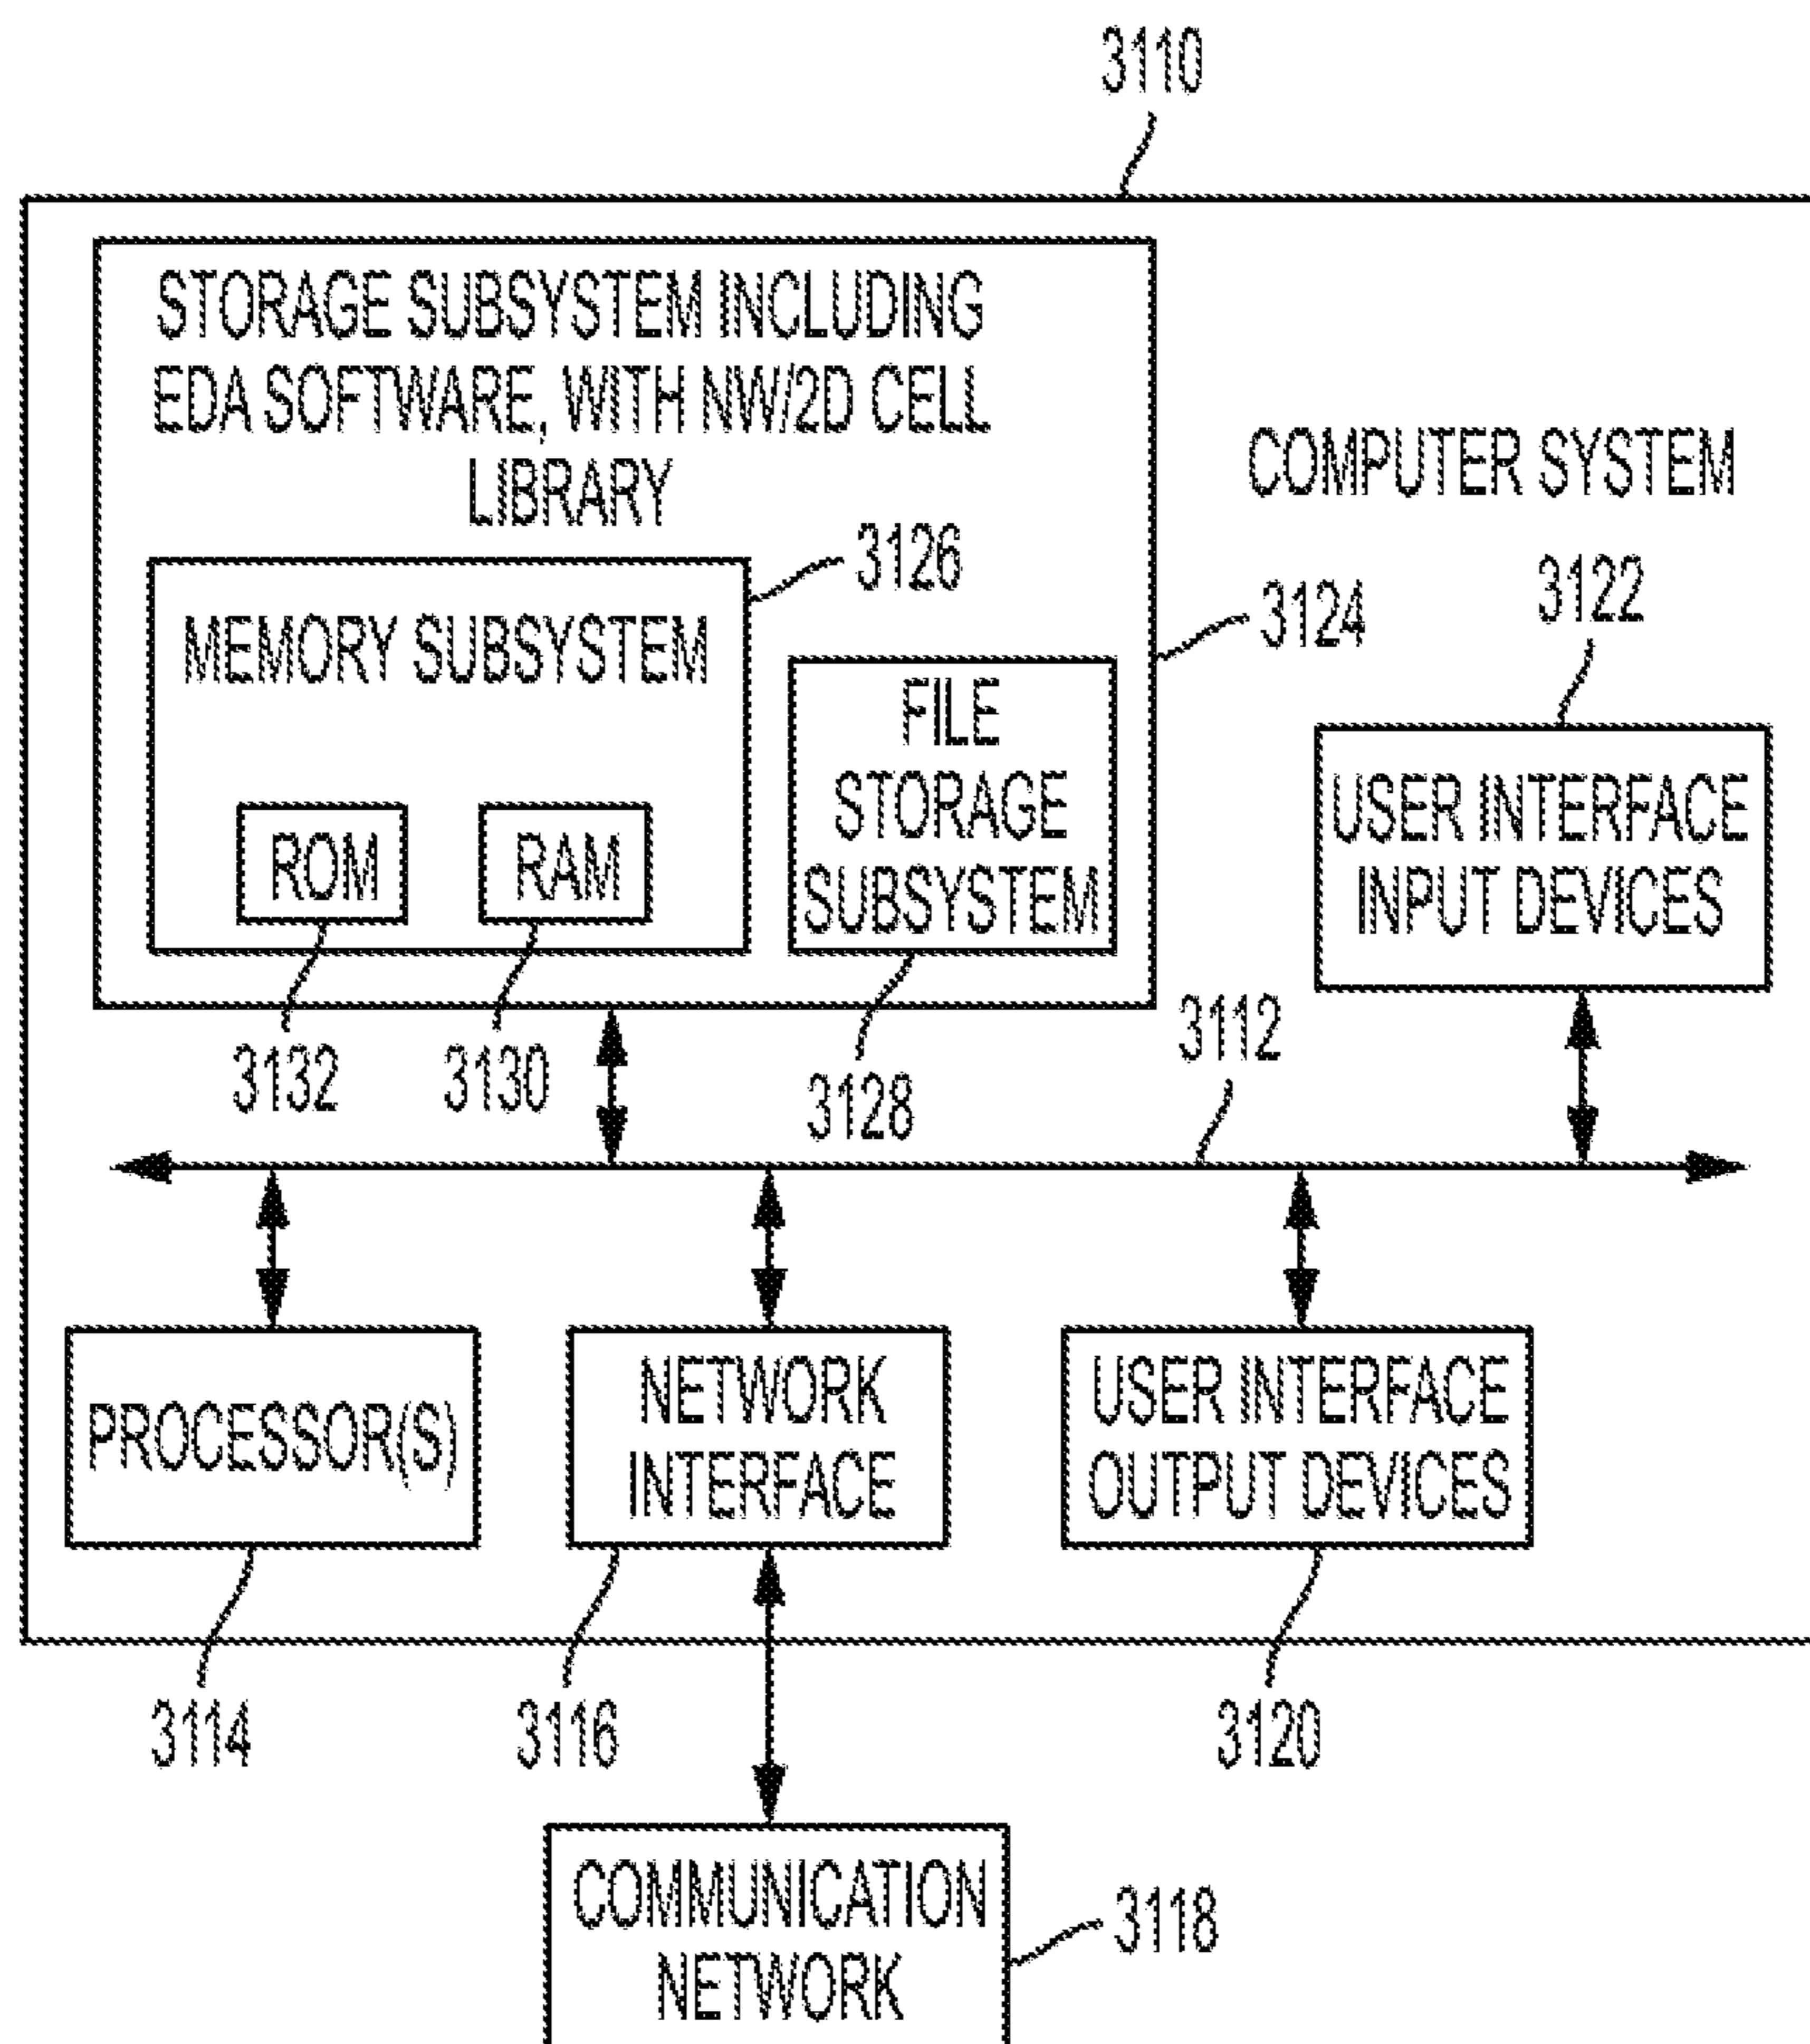 3110
STORAGE SUBSYSTEM INCLUDING
EDA SOFTWARE, WITH NW/2D CELL
LIBRARY
COMPUTER SYSTEM
3126
3124
3122
MEMORY SUBSYSTEM
FILE
STORAGE
SUBSYSTEM
ROM
RAM
USER INTERFACE
INPUT DEVICES
3132
3130
3128
3112
PROCESSOR(S)
NETWORK
INTERFACE
USER INTERFACE
OUTPUT DEVICES
3114
3116
3120
COMMUNICATION
NETWORK
3118